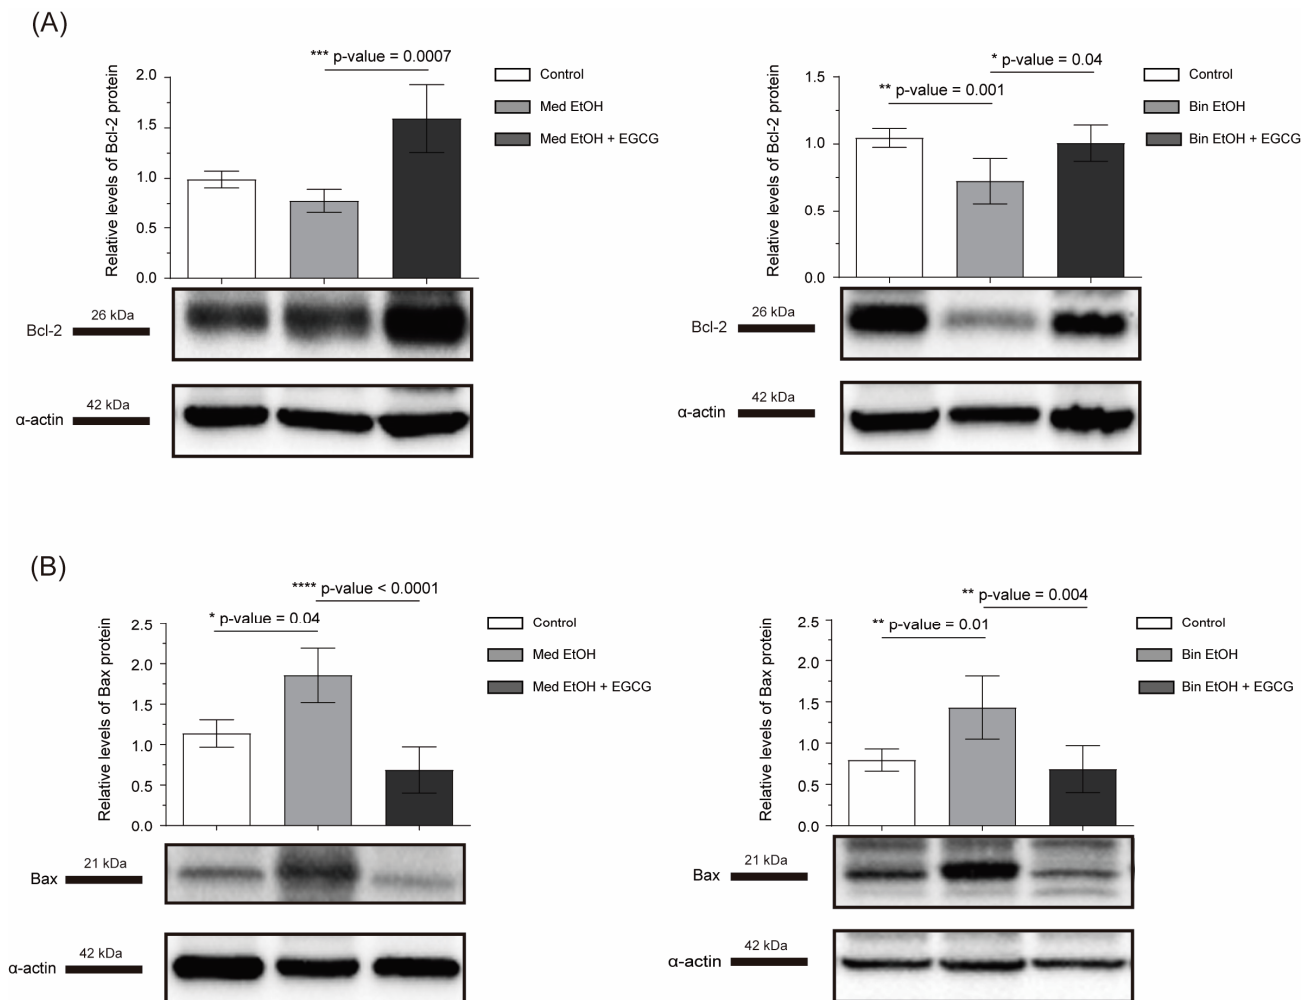 (A)
*** p-value = 0.0007
Relative levels of Bcl-2 protein
2.0
1.5
1.0
0.5
0.0
Control
Med EtOH
Med EtOH + EGCG
Bcl-2
26 kDa
α-actin
42 kDa
* p-value = 0.04
** p-value = 0.001
Relative levels of Bcl-2 protein
1.5
1.0
0.5
0.0
Control
Bin EtOH
Bin EtOH + EGCG
Bcl-2
26 kDa
α-actin
42 kDa
(B)
**** p-value < 0.0001
* p-value = 0.04
Relative levels of Bax protein
2.5
2.0
1.5
1.0
0.5
0.0
Control
Med EtOH
Med EtOH + EGCG
Bax
21 kDa
α-actin
42 kDa
** p-value = 0.004
** p-value = 0.01
Relative levels of Bax protein
2.5
2.0
1.5
1.0
0.5
0.0
Control
Bin EtOH
Bin EtOH + EGCG
Bax
21 kDa
α-actin
42 kDa